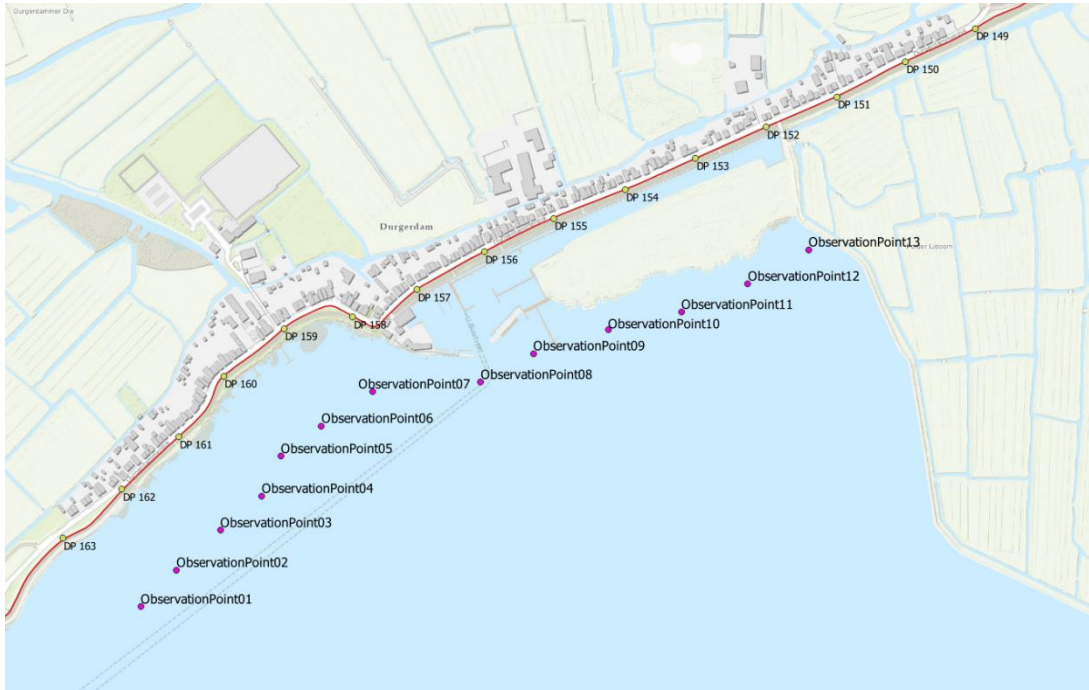 Durgerdammer Die
DP 149
DP 150
DP 151
DP 152
DP 153
DP 154
DP 155
Durgerdam
DP 156
ObservationPoint13
ObservationPoint12
DP 157
ObservationPoint11
DP 158
ObservationPoint10
DP 159
ObservationPoint09
ObservationPoint08
DP 160
ObservationPoint07
ObservationPoint06
DP 161
ObservationPoint05
ObservationPoint04
DP 162
ObservationPoint03
DP 163
ObservationPoint02
ObservationPoint01